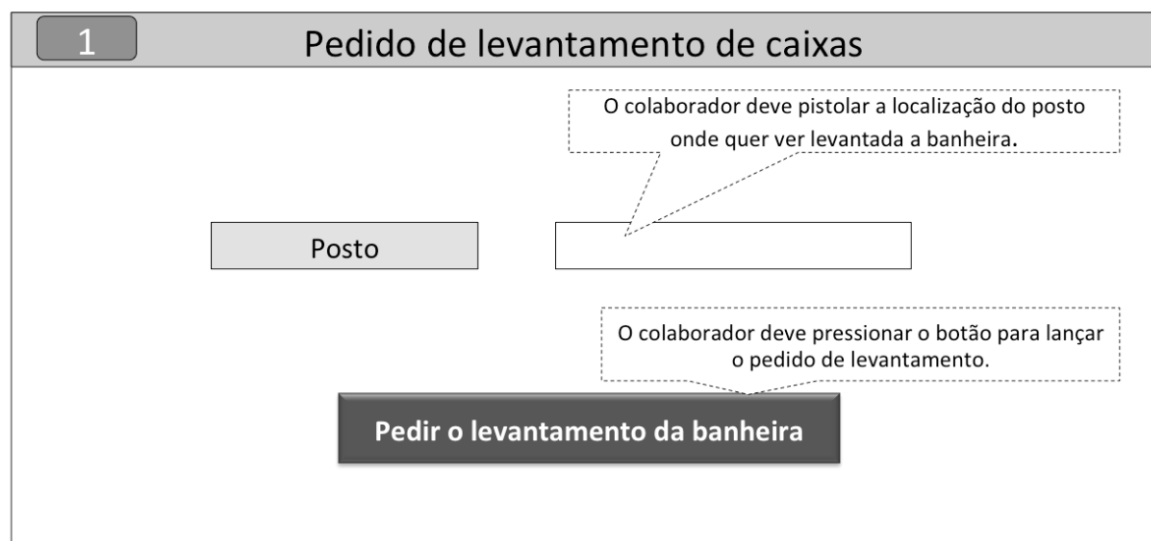 1
Pedido de levantamento de caixas
O colaborador deve pistolar a localização do posto
onde quer ver levantada a banheira.
Posto
O colaborador deve pressionar o botão para lançar
o pedido de levantamento.
Pedir o levantamento da banheira